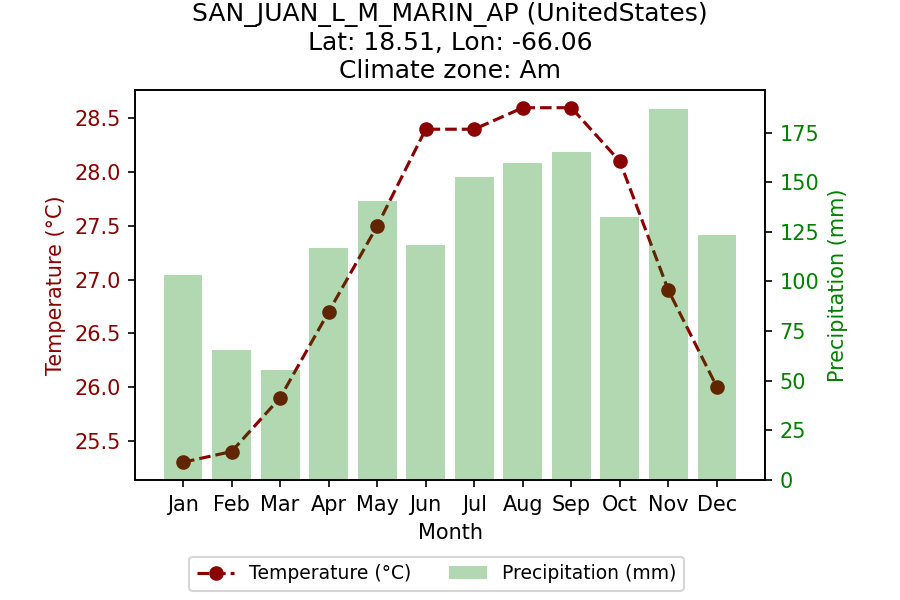 SAN_JUAN_L_M_MARIN_AP (UnitedStates)
Lat: 18.51, Lon: -66.06
Climate zone: Am
28.5
28.0
27.5
27.0
26.5
26.0
25.5
Temperature (°C)
175
150
125
100
75
50
25
0
Precipitation (mm)
Jan Feb Mar Apr May Jun Jul Aug Sep Oct Nov Dec
Month
Temperature (°C) Precipitation (mm)